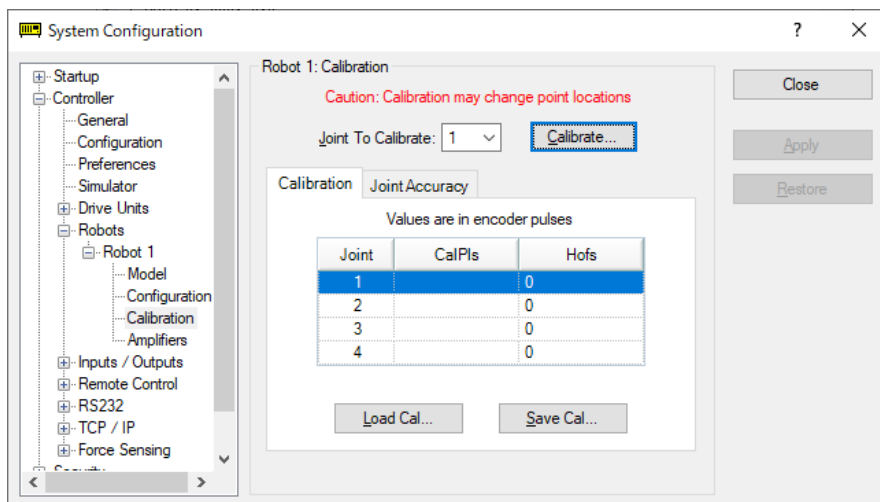 System Configuration
?
Startup
Controller
General
Configuration
Preferences
Simulator
Drive Units
Robots
Robot 1
Model
Configuration
Calibration
Amplifiers
Inputs / Outputs
Remote Control
RS232
TCP / IP
Force Sensing
Robot 1: Calibration
Caution: Calibration may change point locations
Joint To Calibrate: 1 Calibrate...
Calibration Joint Accuracy
Values are in encoder pulses
Joint CalPls Hofs
1 0
2 0
3 0
4 0
Load Cal... Save Cal...
Close
Apply
Restore